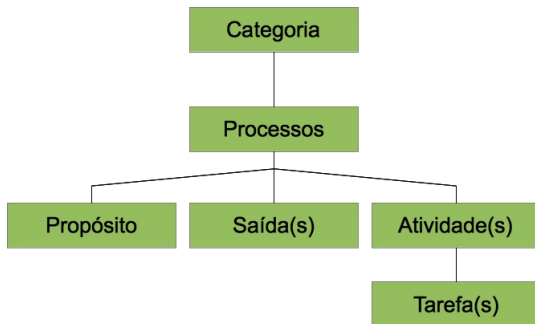 Categoria
Processos
Propósito
Saída(s)
Atividade(s)
Tarefa(s)